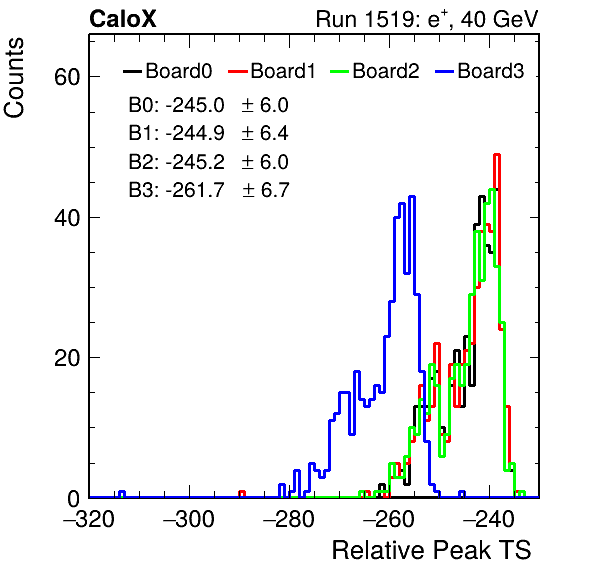 CaloX Run 1519: e⁺, 40 GeV
Counts
Board0 Board1 Board2 Board3
B0: -245.0 ± 6.0
B1: -244.9 ± 6.4
B2: -245.2 ± 6.0
B3: -261.7 ± 6.7
60
40
20
0
−320 −300 −280 −260 −240
Relative Peak TS